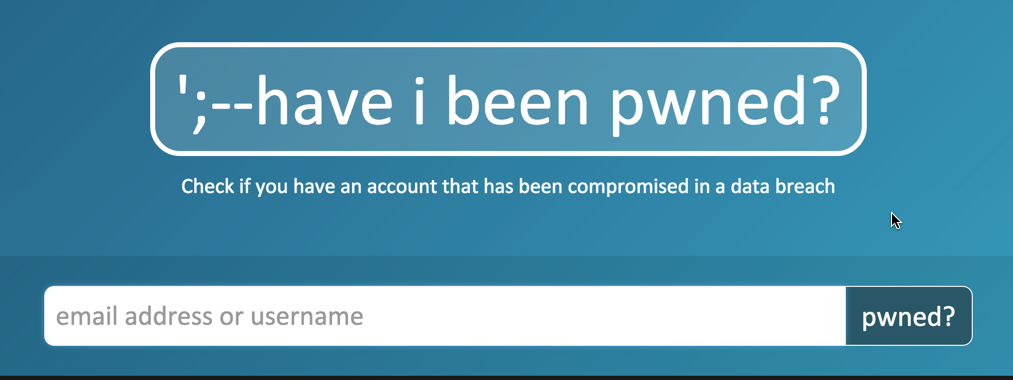 ';--have i been pwned?
Check if you have an account that has been compromised in a data breach
email address or username
pwned?